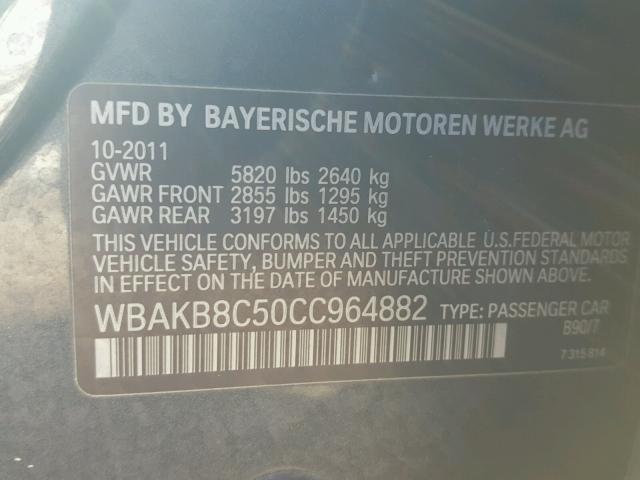 MFD BY BAYERISCHE MOTOREN WERKE AG
10-2011
GVWR 5820 lbs 2640 kg
GAWR FRONT 2855 lbs 1295 kg
GAWR REAR 3197 lbs 1450 kg
THIS VEHICLE CONFORMS TO ALL APPLICABLE U.S.FEDERAL MOTOR
VEHICLE SAFETY, BUMPER AND THEFT PREVENTION STANDARDS
IN EFFECT ON THE DATE OF MANUFACTURE SHOWN ABOVE.
WBAKB8C50CC964882 TYPE: PASSENGER CAR
B90/7
7 315 814